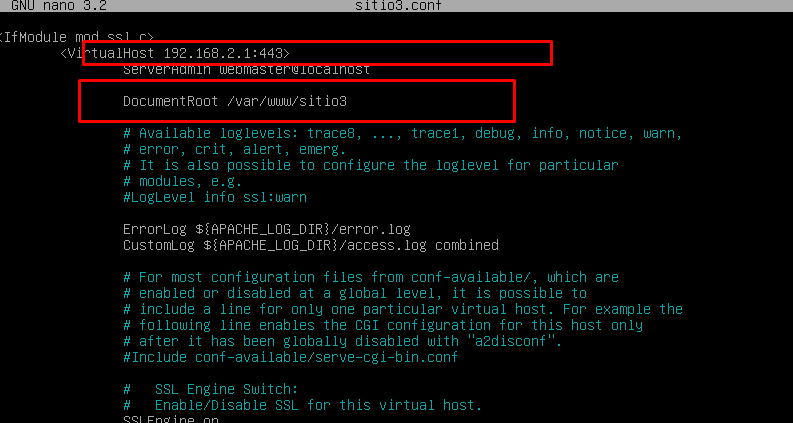 GNU nano 3.2 sitio3.conf
<IfModule mod_ssl.c>
<VirtualHost 192.168.2.1:443>
ServerAdmin webmaster@localhost
DocumentRoot /var/www/sitio3
# Available loglevels: trace8, ..., trace1, debug, info, notice, warn,
# error, crit, alert, emerg.
# It is also possible to configure the loglevel for particular
# modules, e.g.
#LogLevel info ssl:warn
ErrorLog ${APACHE_LOG_DIR}/error.log
CustomLog ${APACHE_LOG_DIR}/access.log combined
# For most configuration files from conf-available/, which are
# enabled or disabled at a global level, it is possible to
# include a line for only one particular virtual host. For example the
# following line enables the CGI configuration for this host only
# after it has been globally disabled with "a2disconf".
#Include conf-available/serve-cgi-bin.conf
# SSL Engine Switch:
# Enable/Disable SSL for this virtual host.
SSLEngine on